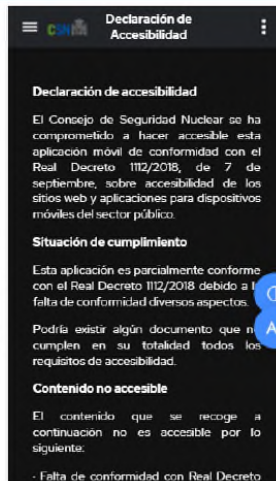 CSN
Declaración de
Accesibilidad
Declaración de accesibilidad
El Consejo de Seguridad Nuclear se ha
comprometido a hacer accesible esta
aplicación móvil de conformidad con el
Real Decreto 1112/2018, de 7 de
septiembre, sobre accesibilidad de los
sitios web y aplicaciones para dispositivos
móviles del sector público.
Situación de cumplimiento
Esta aplicación es parcialmente conforme
con el Real Decreto 1112/2018 debido a
falta de conformidad diversos aspectos.
Podría existir algún documento que
cumplen en su totalidad todos los
requisitos de accesibilidad.
Contenido no accesible
El contenido que se recoge a
continuación no es accesible por lo
siguiente:
· Falta de conformidad con Real Decreto